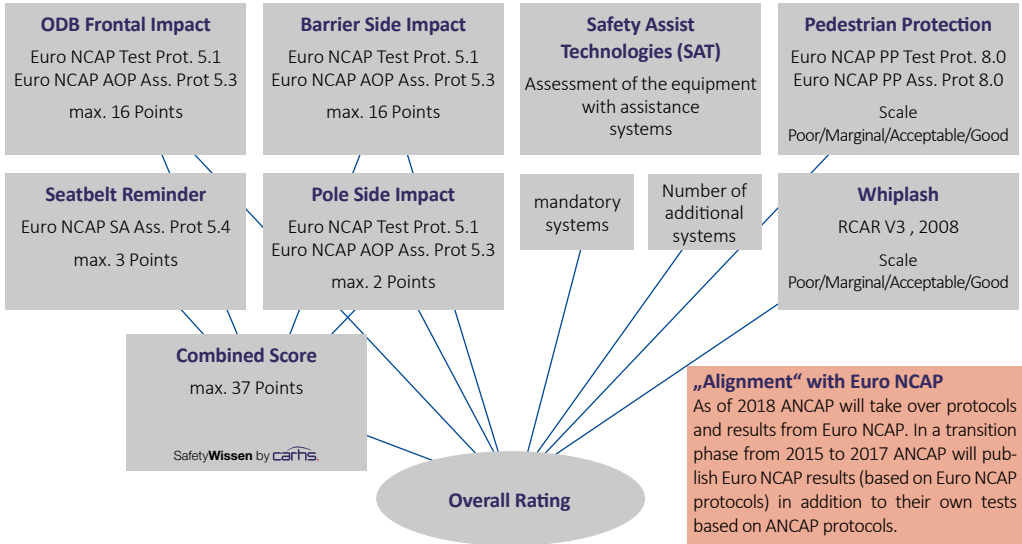 ODB Frontal Impact
Euro NCAP Test Prot. 5.1
Euro NCAP AOP Ass. Prot 5.3
max. 16 Points
Barrier Side Impact
Euro NCAP Test Prot. 5.1
Euro NCAP AOP Ass. Prot 5.3
max. 16 Points
Safety Assist
Technologies (SAT)
Assessment of the equipment
with assistance
systems
Pedestrian Protection
Euro NCAP PP Test Prot. 8.0
Euro NCAP PP Ass. Prot 8.0
Scale
Poor/Marginal/Acceptable/Good
Seatbelt Reminder
Euro NCAP SA Ass. Prot 5.4
max. 3 Points
Pole Side Impact
Euro NCAP Test Prot. 5.1
Euro NCAP AOP Ass. Prot 5.3
max. 2 Points
mandatory
systems
Number of
additional
systems
Whiplash
RCAR V3 , 2008
Scale
Poor/Marginal/Acceptable/Good
Combined Score
max. 37 Points
SafetyWissen by carhs.
Overall Rating
„Alignment“ with Euro NCAP
As of 2018 ANCAP will take over protocols
and results from Euro NCAP. In a transition
phase from 2015 to 2017 ANCAP will pub-
lish Euro NCAP results (based on Euro NCAP
protocols) in addition to their own tests
based on ANCAP protocols.